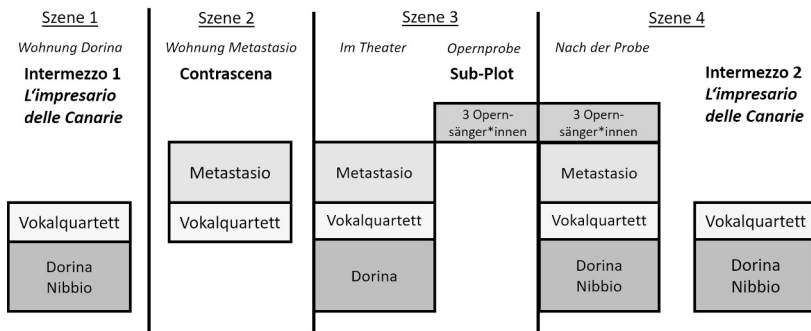 Szene 1
Wohnung Dorina
Intermezzo 1
L‘impresario
delle Canarie
Vokalquartett
Dorina
Nibbio
Szene 2
Wohnung Metastasio
Contrascena
Metastasio
Vokalquartett
Szene 3
Im Theater
Opernprobe
Sub-Plot
3 Opern-
sänger*innen
Metastasio
Vokalquartett
Dorina
Szene 4
Nach der Probe
3 Opern-
sänger*innen
Metastasio
Vokalquartett
Dorina
Nibbio
Intermezzo 2
L‘impresario
delle Canarie
Vokalquartett
Dorina
Nibbio